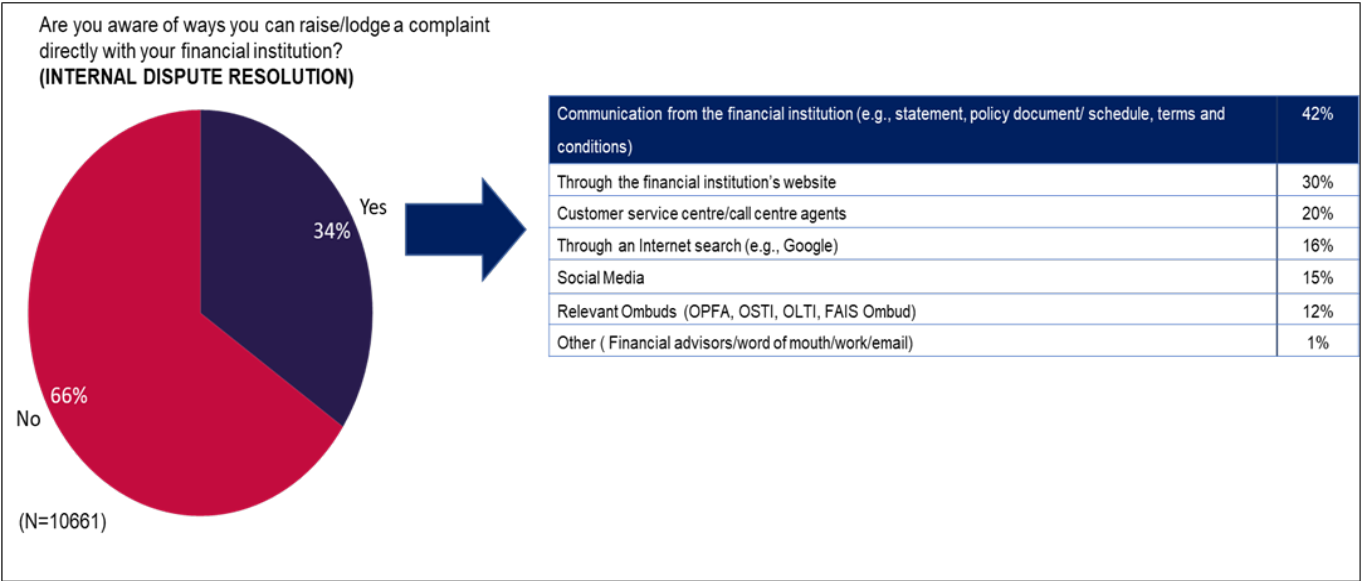 Are you aware of ways you can raise/lodge a complaint
directly with your financial institution?
(INTERNAL DISPUTE RESOLUTION)
Yes
34%
66%
No
(N=10661)
Communication from the financial institution (e.g., statement, policy document/ schedule, terms and 42%
conditions)
Through the financial institution's website 30%
Customer service centre/call centre agents 20%
Through an Internet search (e.g., Google) 16%
Social Media 15%
Relevant Ombuds (OPFA, OSTI, OLTI, FAIS Ombud) 12%
Other ( Financial advisors/word of mouth/work/email) 1%